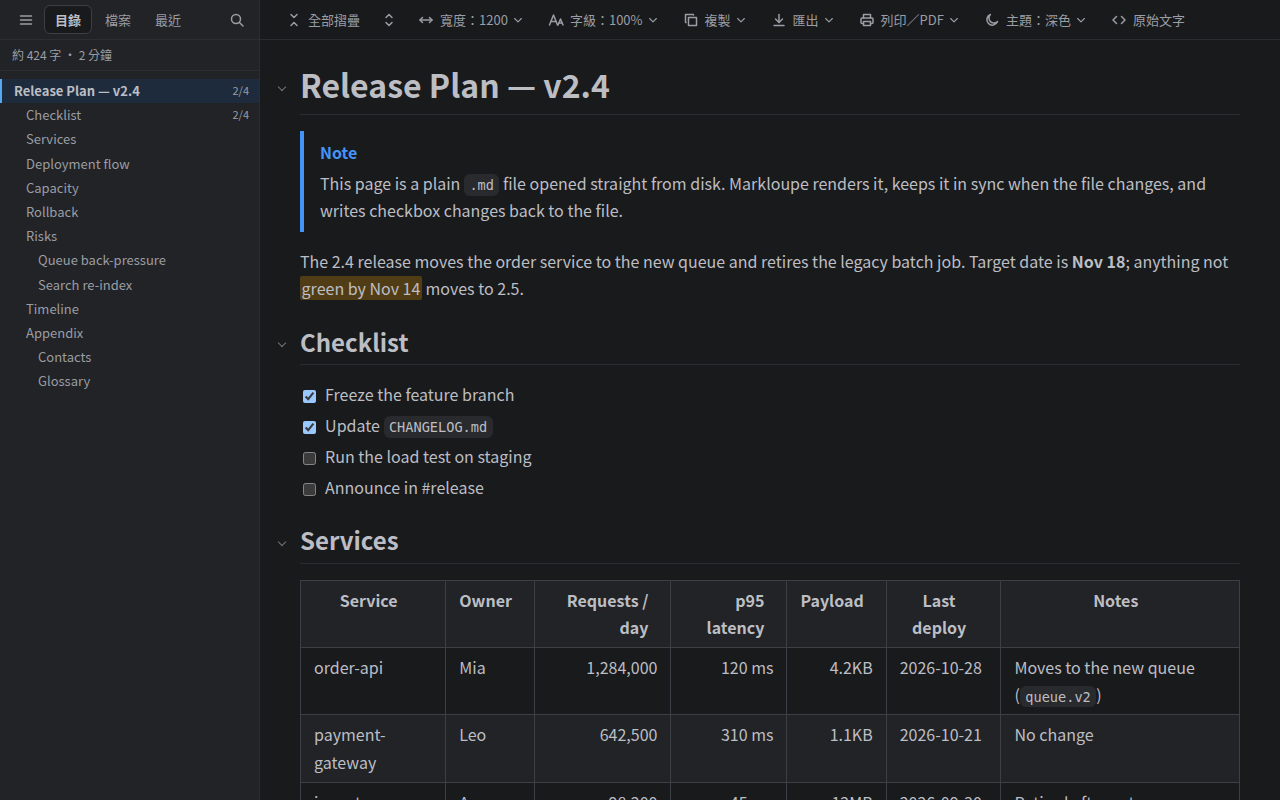 目錄 檔案 最近
全部摺疊 寬度：1200 字級：100% 複製 匯出 列印／PDF 主題：深色 原始文字
約 424 字 · 2 分鐘
Release Plan — v2.4 2/4
Checklist 2/4
Services
Deployment flow
Capacity
Rollback
Risks
Queue back-pressure
Search re-index
Timeline
Appendix
Contacts
Glossary
Release Plan — v2.4
Note
This page is a plain .md file opened straight from disk. Markloupe renders it, keeps it in sync when the file changes, and
writes checkbox changes back to the file.
The 2.4 release moves the order service to the new queue and retires the legacy batch job. Target date is Nov 18; anything not
green by Nov 14 moves to 2.5.
Checklist
Freeze the feature branch
Update CHANGELOG.md
Run the load test on staging
Announce in #release
Services
Service Owner Requests / p95 Payload Last Notes
day latency deploy
order-api Mia 1,284,000 120 ms 4.2KB 2026-10-28 Moves to the new queue
(queue.v2)
payment- Leo 642,500 310 ms 1.1KB 2026-10-21 No change
gateway